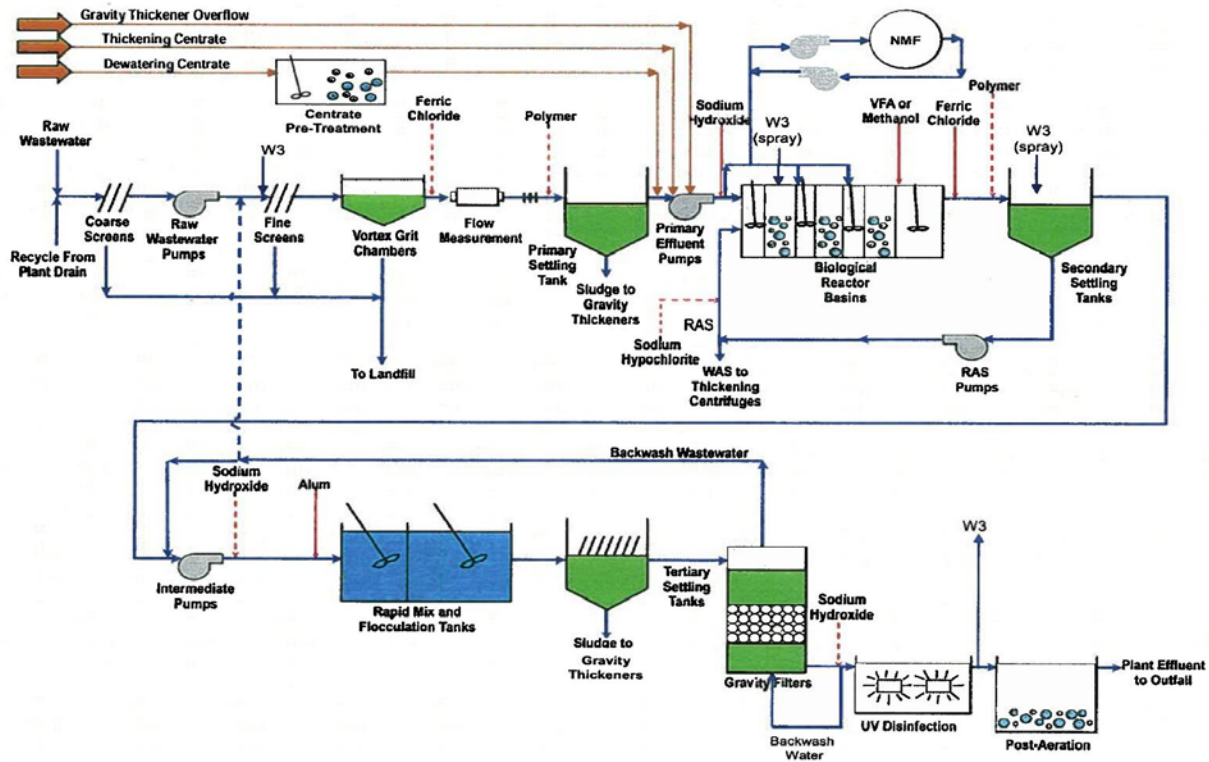 Gravity Thickener Overflow
Thickening Centrate
Dewatering Centrate
Centrate
Pre-Treatment
NMF
Raw
Wastewater
W3
Ferric
Chloride
Polymer
Sodium
Hydroxide
W3
(spray)
VFA or
Methanol
Ferric
Chloride
Polymer
W3
(spray)
Coarse
Screens
Raw
Wastewater
Pumps
Fine
Screens
Vortex Grit
Chambers
Flow
Measurement
Primary
Settling
Tank
Primary
Effluent
Pumps
Biological
Reactor
Basins
Secondary
Settling
Tanks
Recycle From
Plant Drain
Sludge to
Gravity
Thickeners
To Landfill
RAS
Sodium
Hypochlorite
WAS to
Thickening
Centrifuges
RAS
Pumps
Backwash Wastewater
Sodium
Hydroxide
Alum
Intermediate
Pumps
Rapid Mix and
Flocculation Tanks
Tertiary
Settling
Tanks
Sludge to
Gravity
Thickeners
Gravity Filters
Sodium
Hydroxide
Backwash
Water
W3
UV Disinfection
Post-Aeration
Plant Effluent
to Outfall